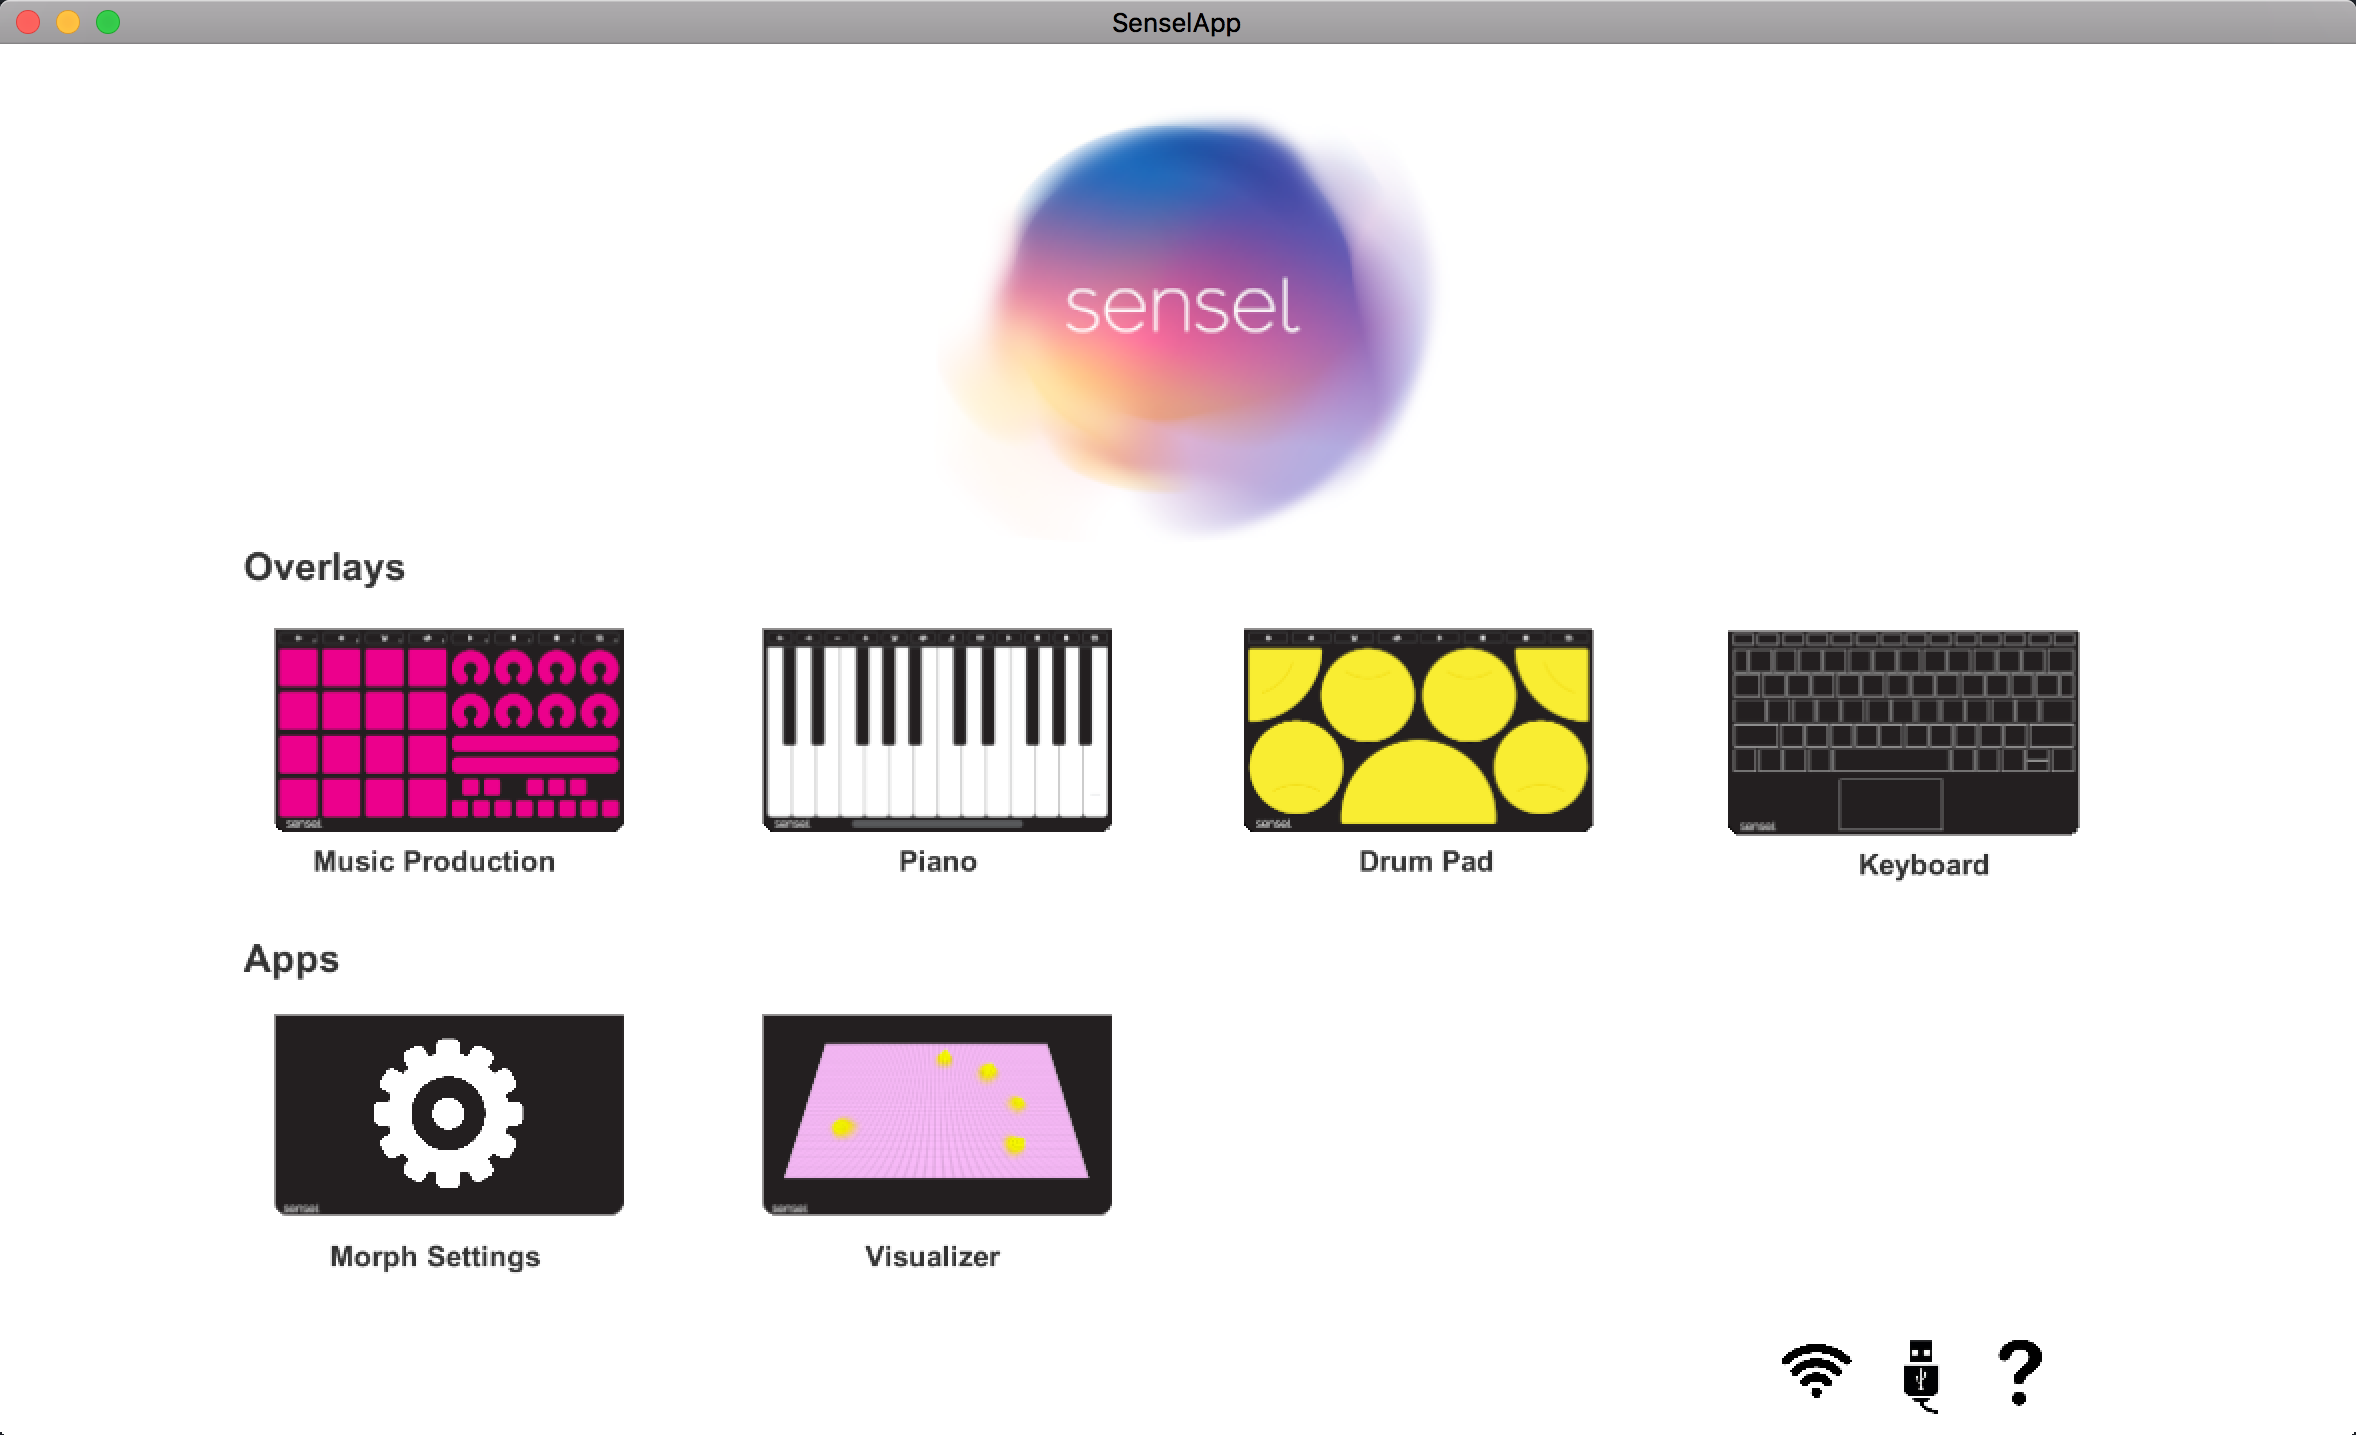 SenselApp
sensel
Overlays
sensel
sensel
sensel
sensel
Music Production
Piano
Drum Pad
Keyboard
Apps
sensel
sensel
Morph Settings
Visualizer
?